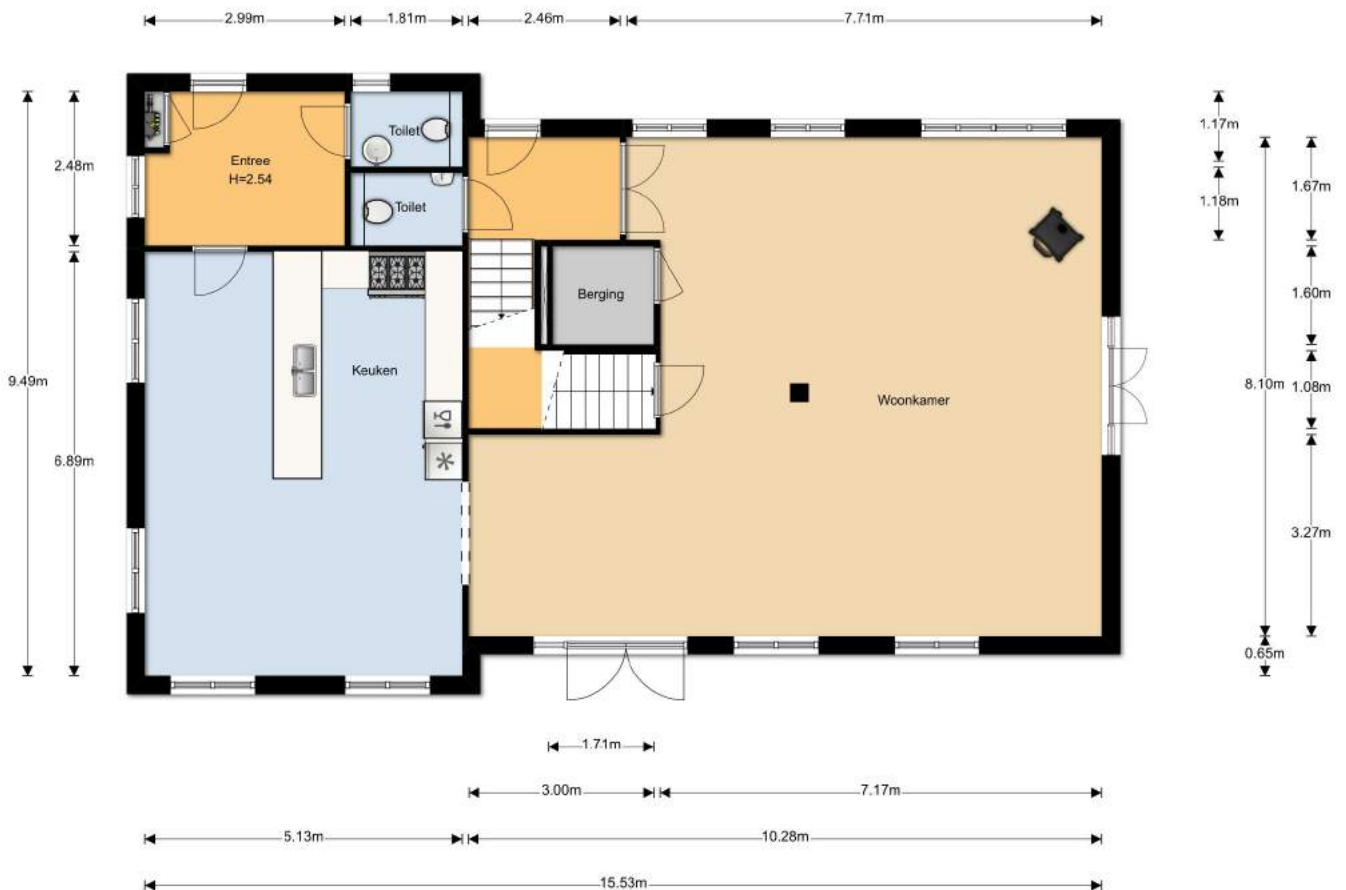 2.99m 1.81m 2.46m 7.71m
Toilet
1.17m
Entree
H=2.54
2.48m
1.67m
1.18m
Toilet
Berging
1.60m
Keuken
9.49m
8.10m
1.08m
Woonkamer
6.89m
3.27m
0.65m
1.71m
3.00m 7.17m
5.13m 10.28m
15.53m